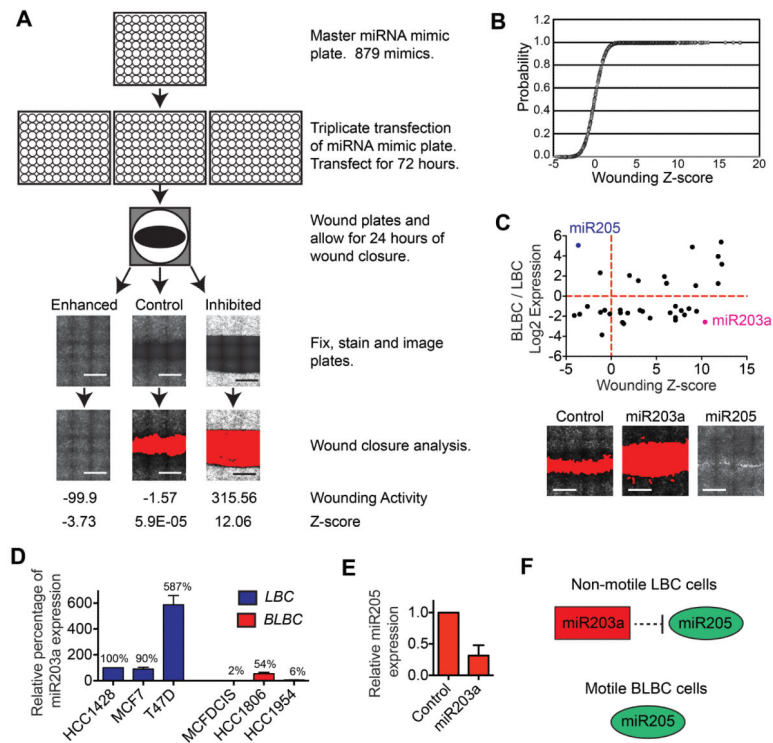 A
Master miRNA mimic
plate. 879 mimics.
Triplicate transfection
of miRNA mimic plate.
Transfect for 72 hours.
Wound plates and
allow for 24 hours of
wound closure.
Enhanced Control Inhibited
Fix, stain and image
plates.
Wound closure analysis.
-99.9 -1.57 315.56 Wounding Activity
-3.73 5.9E-05 12.06 Z-score
B
Probability
1.2
1.0
0.8
0.6
0.4
0.2
0.0
-5 0 5 10 15 20
Wounding Z-score
C
miR205
BLBC / LBC
Log2 Expression
6
4
2
0
-2
-4
-6
miR203a
-5 0 5 10 15
Wounding Z-score
Control miR203a miR205
D
Relative percentage of
miR203a expression
600
400
200
0
100% 90% 587% 2% 54% 6%
LBC
BLBC
HCC1428 MCF7 T47D MCFDCIS HCC1806 HCC1954
E
Relative miR205
expression
1.0
0.5
0.0
Control miR203a
F
Non-motile LBC cells
miR203a miR205
Motile BLBC cells
miR205